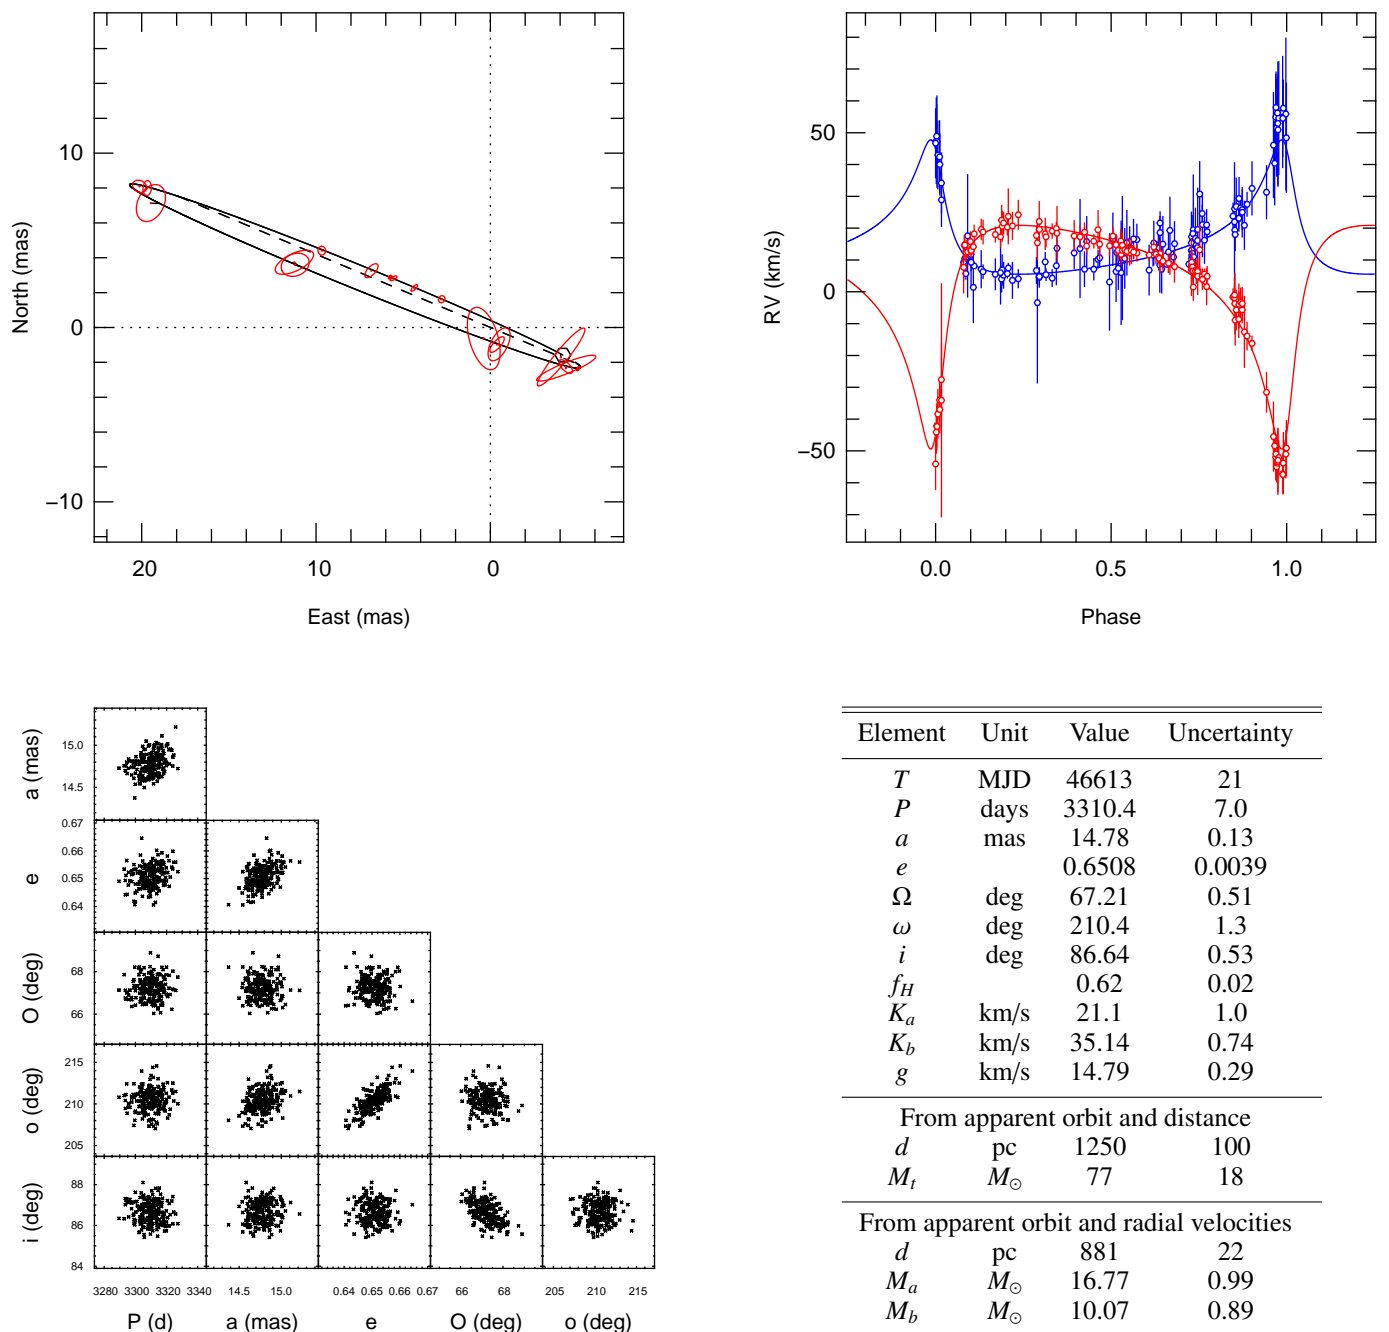 10
0
−10
North (mas)
20
10
0
East (mas)
50
0
−50
RV (km/s)
0.0
0.5
1.0
Phase
15.0
14.5
a (mas)
0.67
0.66
0.65
0.64
e
68
66
O (deg)
215
210
204
o (deg)
88
86
84
i (deg)
3280 3300 3320 3340
14.5 15.0
0.64 0.65 0.66 0.67
66 68
205 210 215
P (d)
a (mas)
e
O (deg)
o (deg)
Element Unit Value Uncertainty
T MJD 46613 21
P days 3310.4 7.0
a mas 14.78 0.13
e 0.6508 0.0039
Ω deg 67.21 0.51
ω deg 210.4 1.3
i deg 86.64 0.53
f_H 0.62 0.02
K_a km/s 21.1 1.0
K_b km/s 35.14 0.74
g km/s 14.79 0.29
From apparent orbit and distance
d pc 1250 100
M_t M_⊙ 77 18
From apparent orbit and radial velocities
d pc 881 22
M_a M_⊙ 16.77 0.99
M_b M_⊙ 10.07 0.89